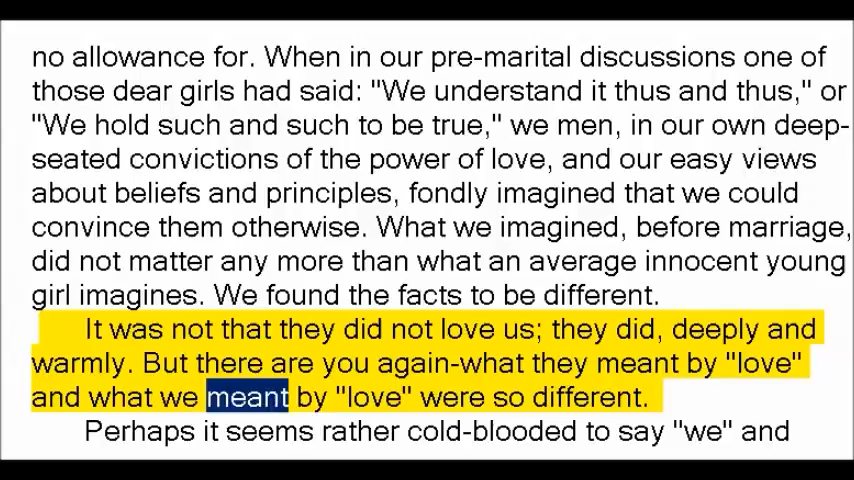 no allowance for. When in our pre-marital discussions one of
those dear girls had said: "We understand it thus and thus," or
"We hold such and such to be true," we men, in our own deep-
seated convictions of the power of love, and our easy views
about beliefs and principles, fondly imagined that we could
convince them otherwise. What we imagined, before marriage,
did not matter any more than what an average innocent young
girl imagines. We found the facts to be different.
It was not that they did not love us; they did, deeply and
warmly. But there are you again-what they meant by "love"
and what we meant by "love" were so different.
Perhaps it seems rather cold-blooded to say "we" and